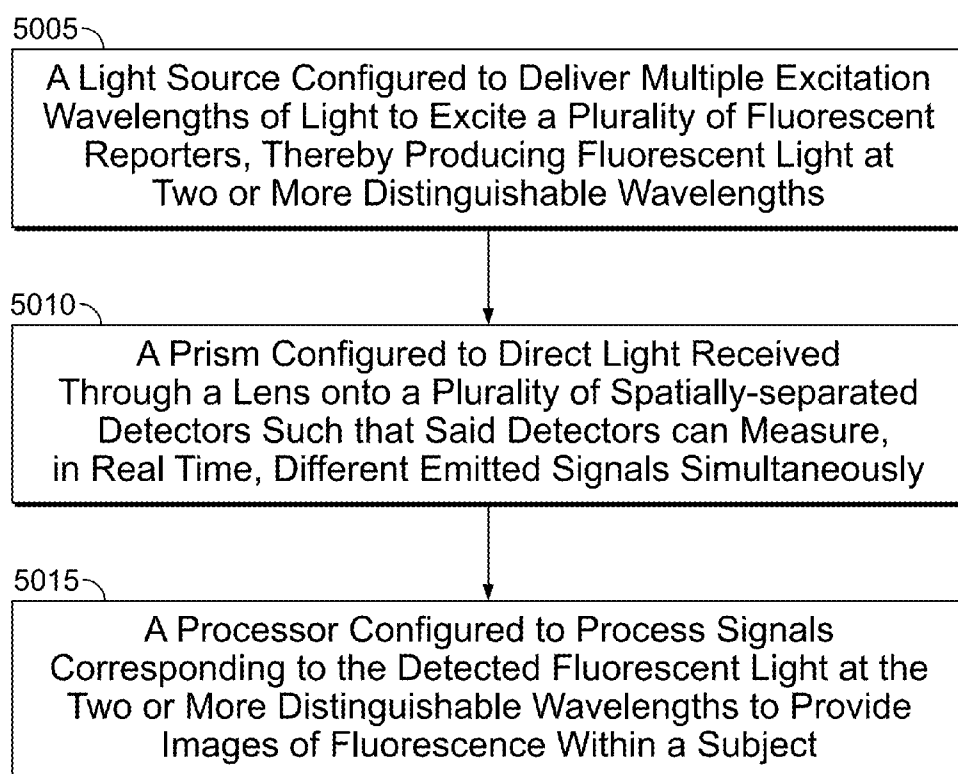 5005
A Light Source Configured to Deliver Multiple Excitation
Wavelengths of Light to Excite a Plurality of Fluorescent
Reporters, Thereby Producing Fluorescent Light at
Two or More Distinguishable Wavelengths
5010
A Prism Configured to Direct Light Received
Through a Lens onto a Plurality of Spatially-separated
Detectors Such that Said Detectors can Measure,
in Real Time, Different Emitted Signals Simultaneously
5015
A Processor Configured to Process Signals
Corresponding to the Detected Fluorescent Light at the
Two or More Distinguishable Wavelengths to Provide
Images of Fluorescence Within a Subject